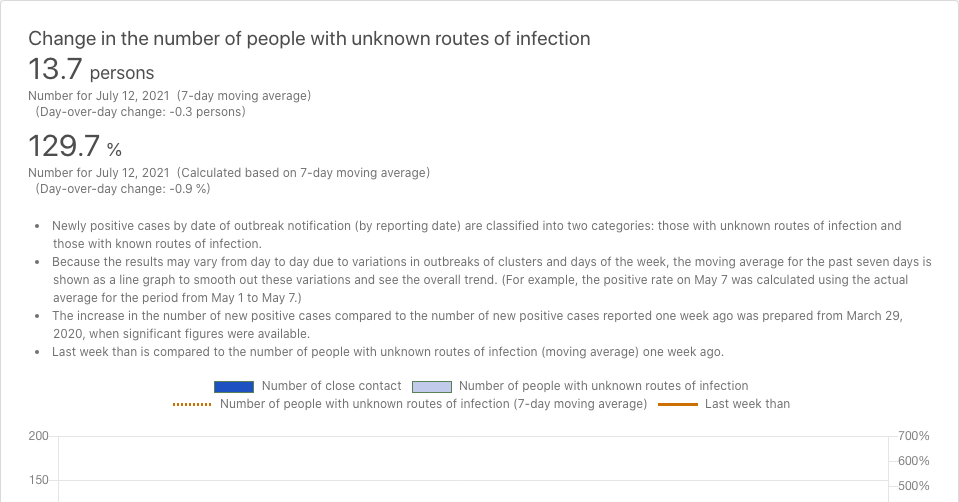 Change in the number of people with unknown routes of infection
13.7 persons
Number for July 12, 2021 (7-day moving average)
(Day-over-day change: -0.3 persons)
129.7 %
Number for July 12, 2021 (Calculated based on 7-day moving average)
(Day-over-day change: -0.9 %)
• Newly positive cases by date of outbreak notification (by reporting date) are classified into two categories: those with unknown routes of infection and
those with known routes of infection.
• Because the results may vary from day to day due to variations in outbreaks of clusters and days of the week, the moving average for the past seven days is
shown as a line graph to smooth out these variations and see the overall trend. (For example, the positive rate on May 7 was calculated using the actual
average for the period from May 1 to May 7.)
• The increase in the number of new positive cases compared to the number of new positive cases reported one week ago was prepared from March 29,
2020, when significant figures were available.
• Last week than is compared to the number of people with unknown routes of infection (moving average) one week ago.
Number of close contact Number of people with unknown routes of infection
Number of people with unknown routes of infection (7-day moving average) Last week than
200 700%
600%
150 500%